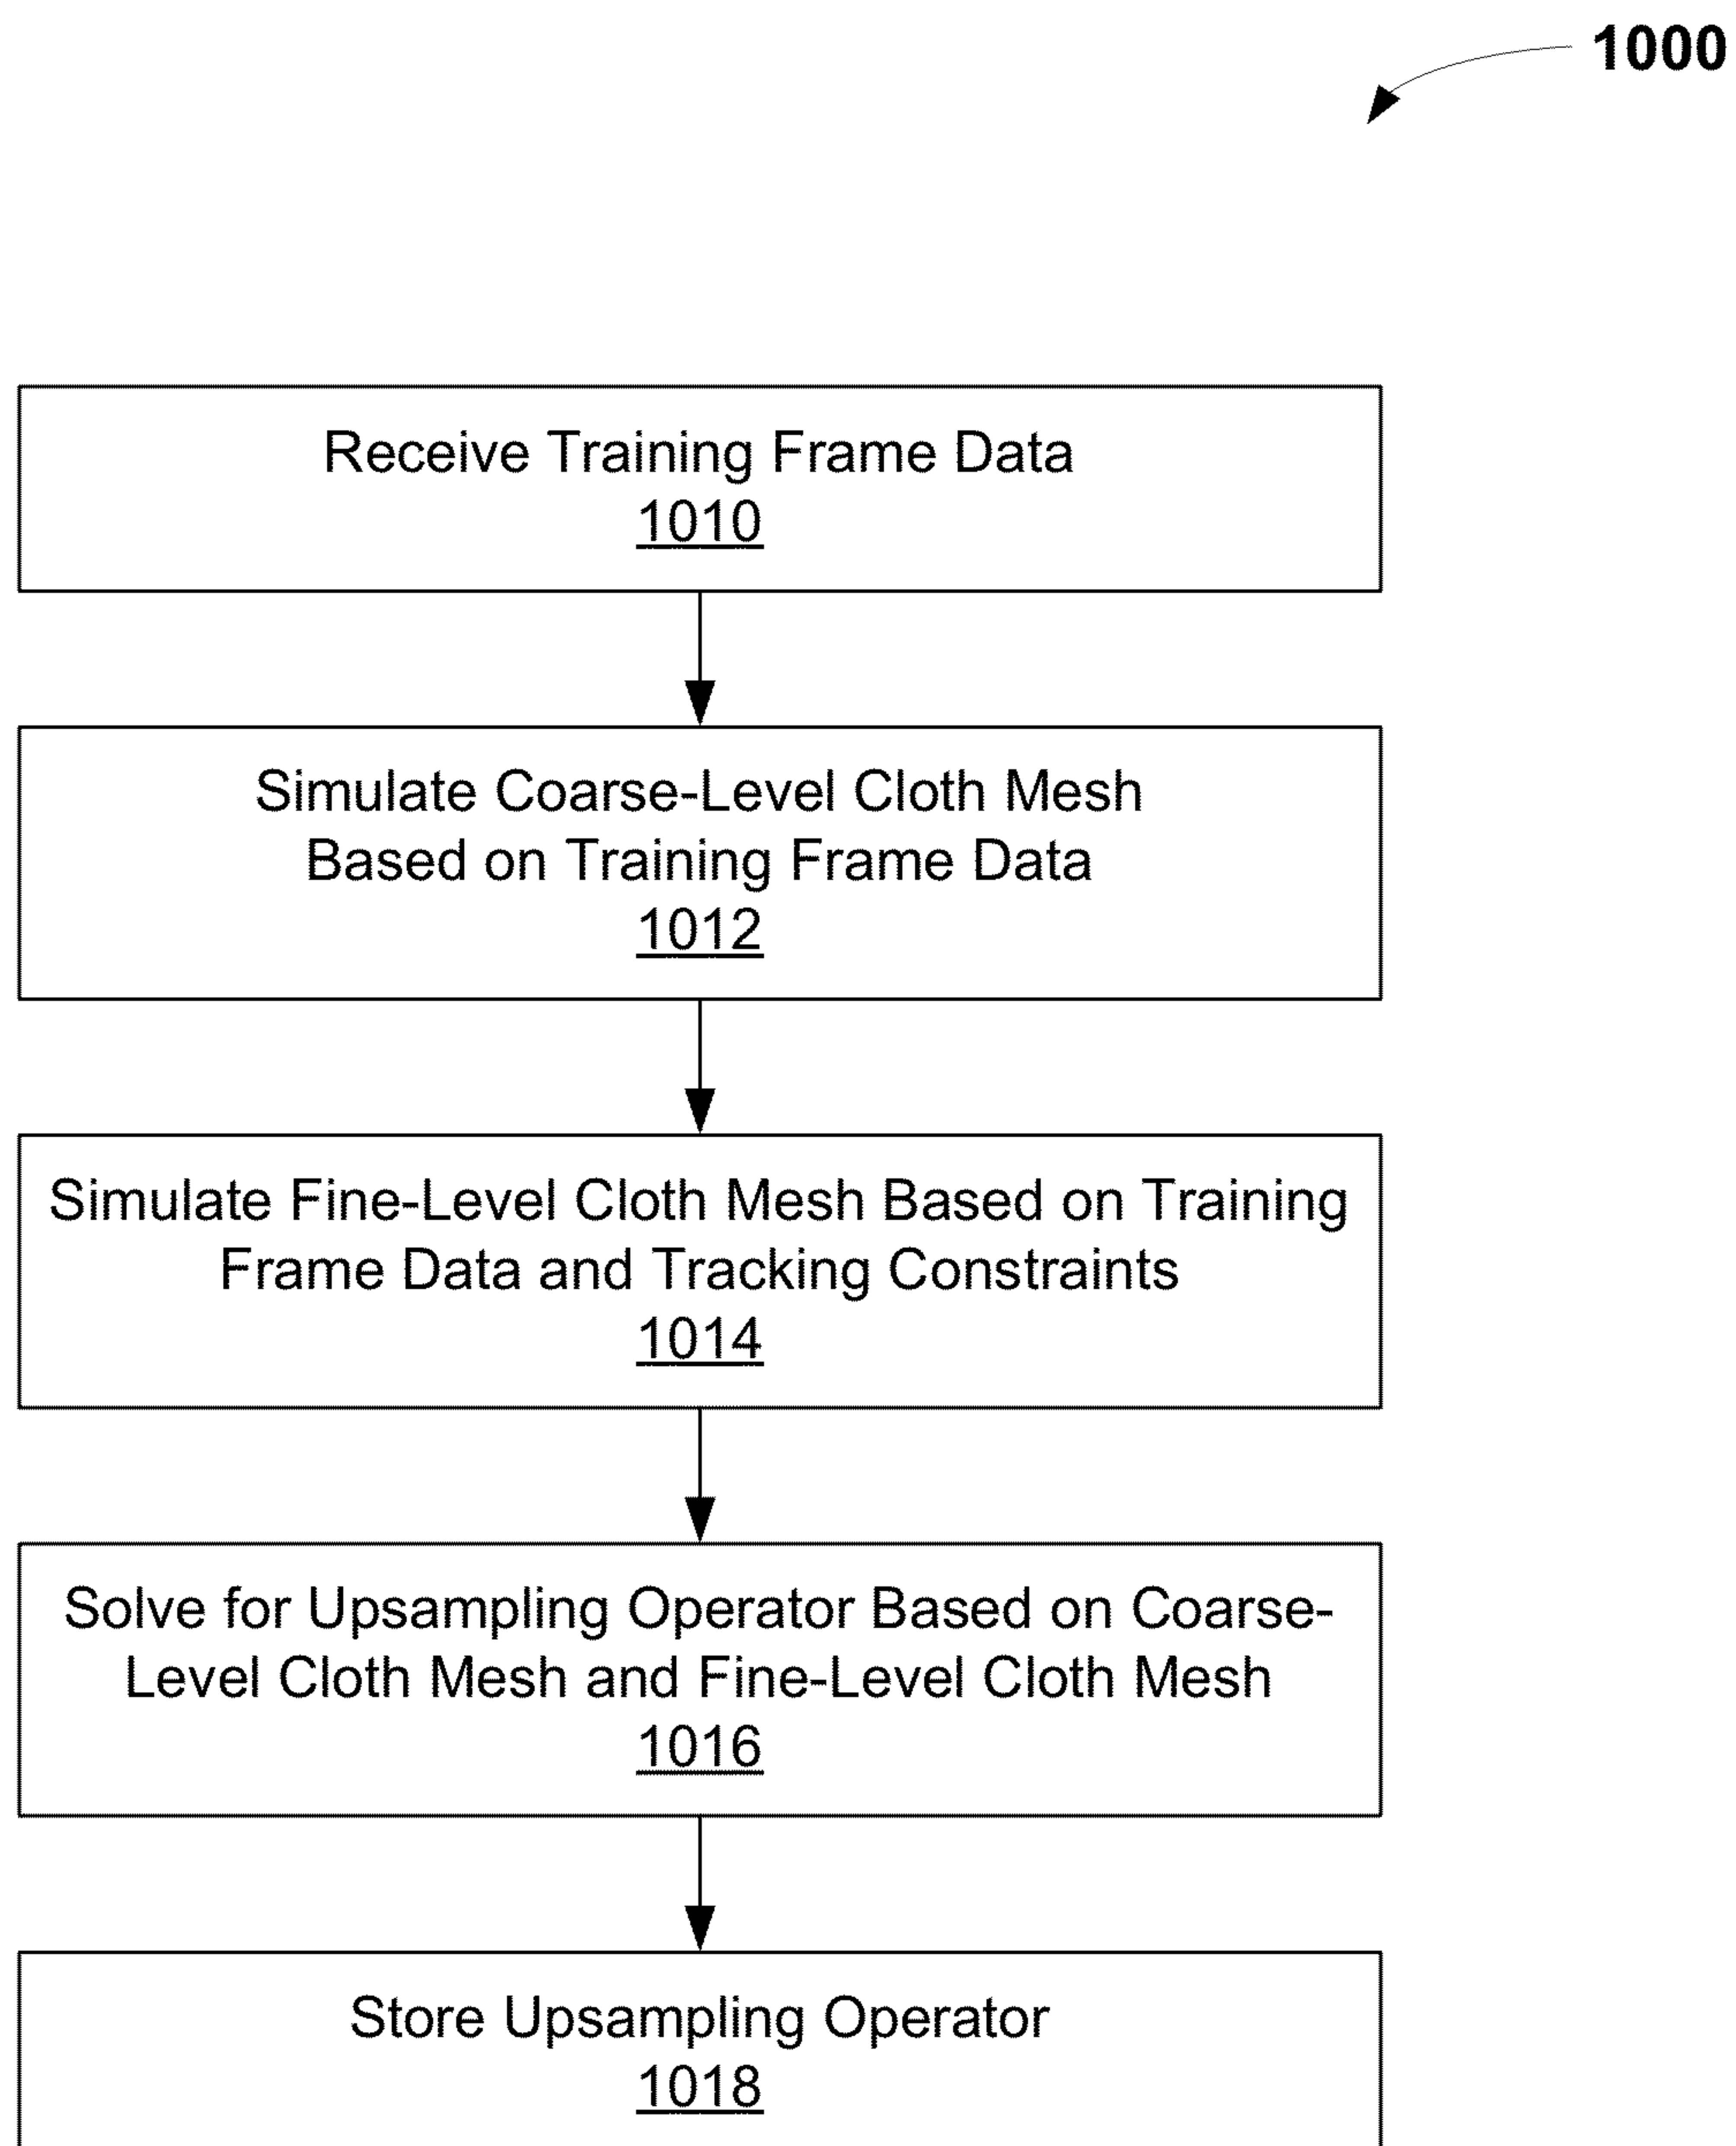 1000
Receive Training Frame Data
1010
Simulate Coarse-Level Cloth Mesh
Based on Training Frame Data
1012
Simulate Fine-Level Cloth Mesh Based on Training
Frame Data and Tracking Constraints
1014
Solve for Upsampling Operator Based on Coarse-
Level Cloth Mesh and Fine-Level Cloth Mesh
1016
Store Upsampling Operator
1018